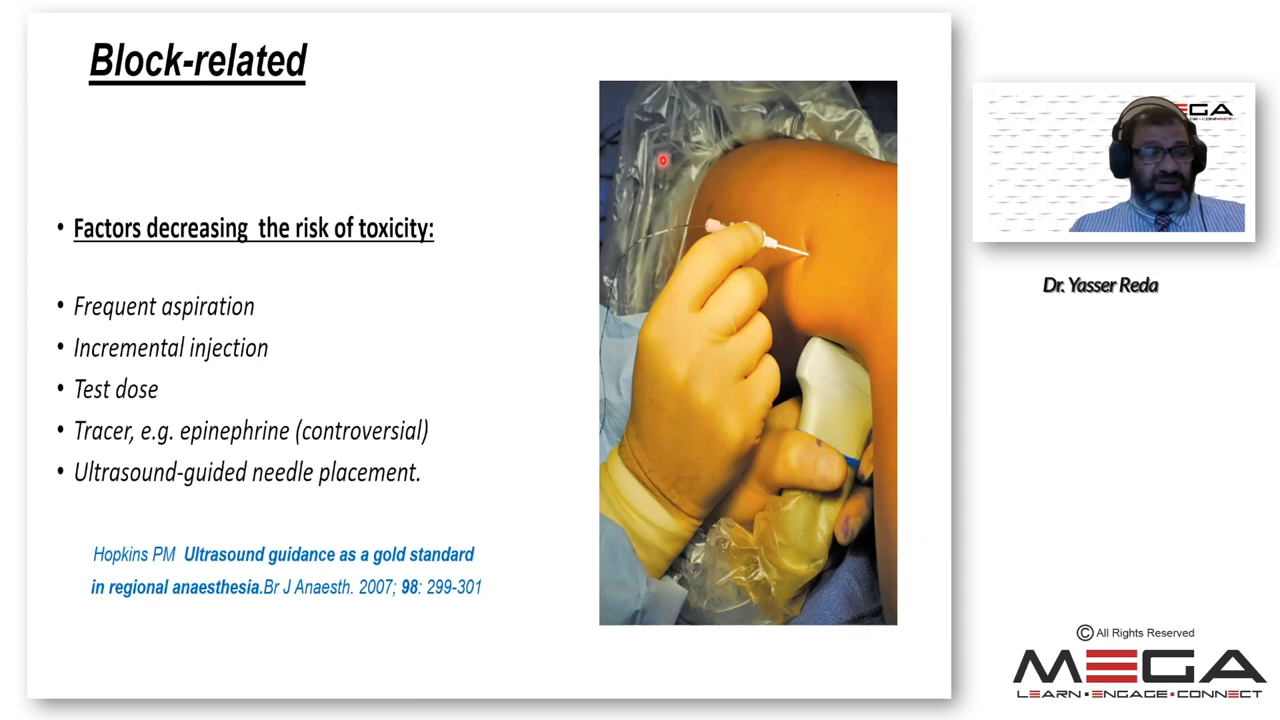 Block-related
• Factors decreasing the risk of toxicity:
• Frequent aspiration
• Incremental injection
• Test dose
• Tracer, e.g. epinephrine (controversial)
• Ultrasound-guided needle placement.
Hopkins PM Ultrasound guidance as a gold standard
in regional anaesthesia.Br J Anaesth. 2007; 98: 299-301
Dr. Yasser Reda
© All Rights Reserved
MEGA
LEARN▪ENGAGE▪CONNECT